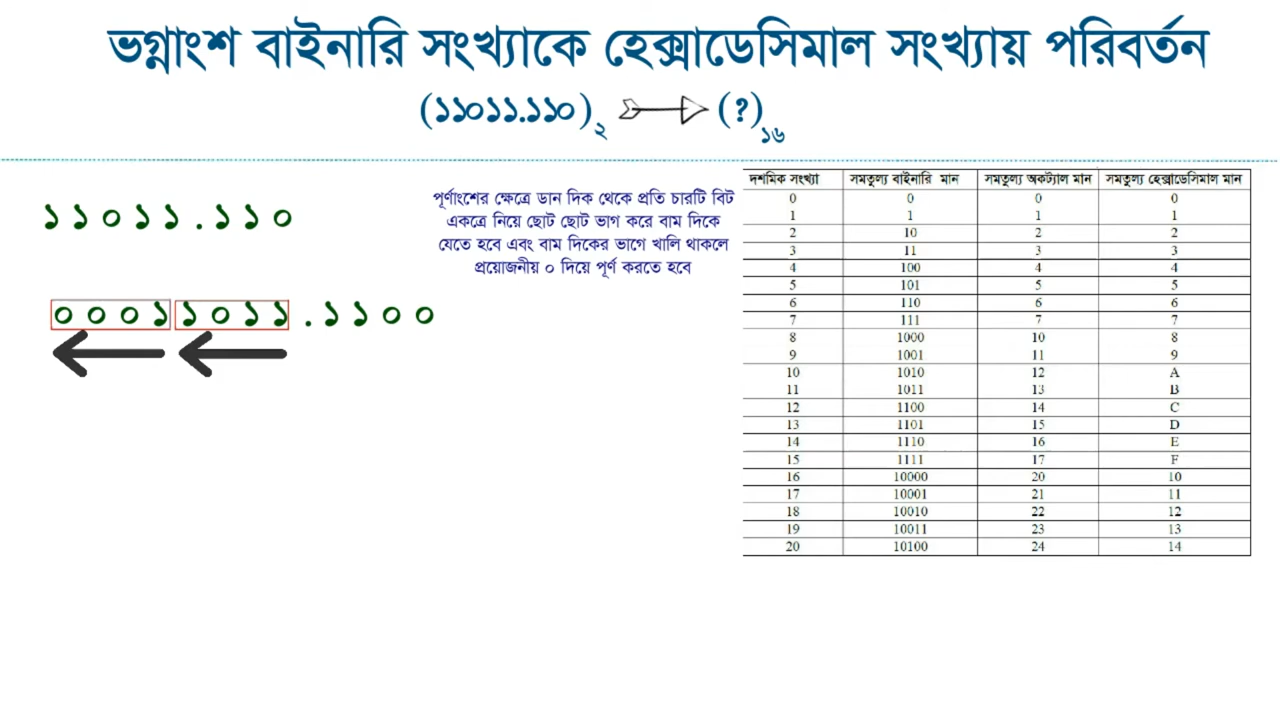 ভগ্নাংশ বাইনারি সংখ্যাকে হেক্সাডেসিমাল সংখ্যায় পরিবর্তন
(১১০১১.১১০)২ (?)১৬
১১০১১.১১০
পূর্ণাংশের ক্ষেত্রে ডান দিক থেকে প্রতি চারটি বিট
একত্রে নিয়ে ছোট ছোট ভাগ করে বাম দিকে
যেতে হবে এবং বাম দিকের ভাগে খালি থাকলে
প্রয়োজনীয় ০ দিয়ে পূর্ণ করতে হবে
০০০১ ১০১১.১১০০
দশমিক সংখ্যা সমতুল্য বাইনারি মান সমতুল্য অকট্যাল মান সমতুল্য হেক্সাডেসিমাল মান
0 0 0 0
1 1 1 1
2 10 2 2
3 11 3 3
4 100 4 4
5 101 5 5
6 110 6 6
7 111 7 7
8 1000 10 8
9 1001 11 9
10 1010 12 A
11 1011 13 B
12 1100 14 C
13 1101 15 D
14 1110 16 E
15 1111 17 F
16 10000 20 10
17 10001 21 11
18 10010 22 12
19 10011 23 13
20 10100 24 14